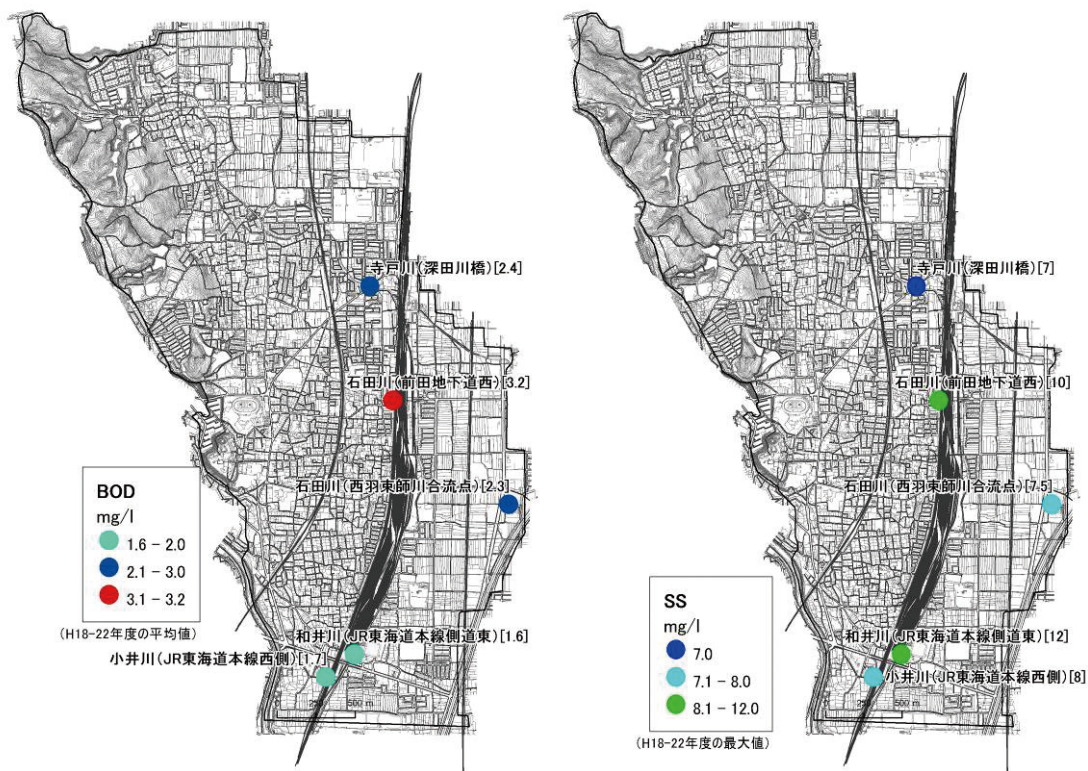 寺戸川(深田川橋)[2.4]
石田川(前田地下道西)[3.2]
石田川(西羽束師川合流点)[2.3]
和井川(JR東海道本線側道東)[1.6]
小井川(JR東海道本線西側)[1.7]
BOD
mg/l
1.6 – 2.0
2.1 – 3.0
3.1 – 3.2
(H18-22年度の平均値)
250 500 m
寺戸川(深田川橋)[7]
石田川(前田地下道西)[10]
石田川(西羽束師川合流点)[7.5]
和井川(JR東海道本線側道東)[12]
小井川(JR東海道本線西側)[8]
SS
mg/l
7.0
7.1 – 8.0
8.1 – 12.0
(H18-22年度の最大値)
250 500 m